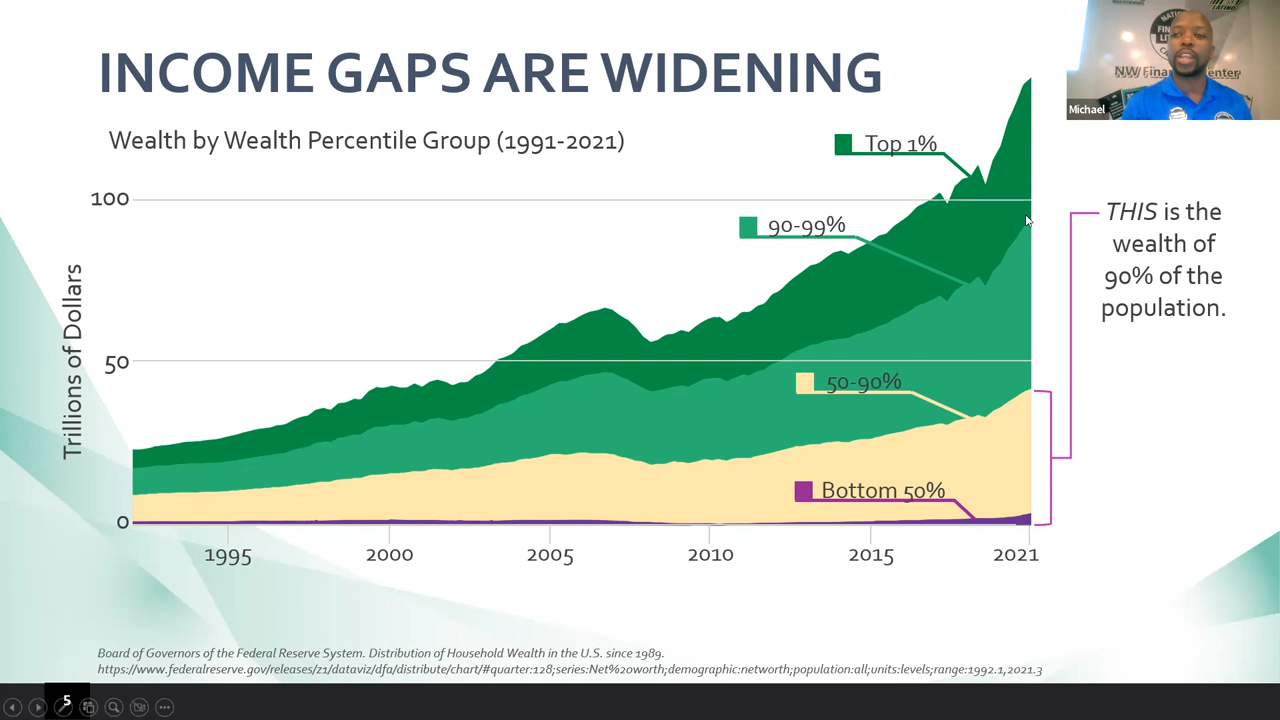 INCOME GAPS ARE WIDENING
Wealth by Wealth Percentile Group (1991-2021)
Top 1%
90-99%
50-90%
Bottom 50%
Trillions of Dollars
100
50
0
1995
2000
2005
2010
2015
2021
THIS is the
wealth of
90% of the
population.
Michael
NW Finan Center
Board of Governors of the Federal Reserve System. Distribution of Household Wealth in the U.S. since 1989.
https://www.federalreserve.gov/releases/z1/dataviz/dfa/distribute/chart/#quarter:128;series:Net%20worth;demographic:networth;population:all;units:levels;range:1992.1,2021.3
5